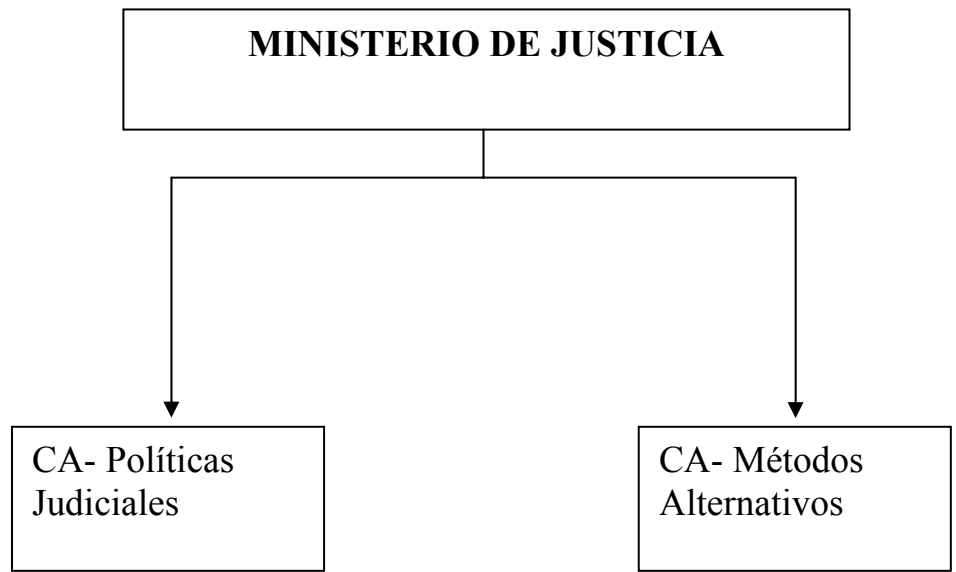 MINISTERIO DE JUSTICIA
CA- Políticas
Judiciales
CA- Métodos
Alternativos